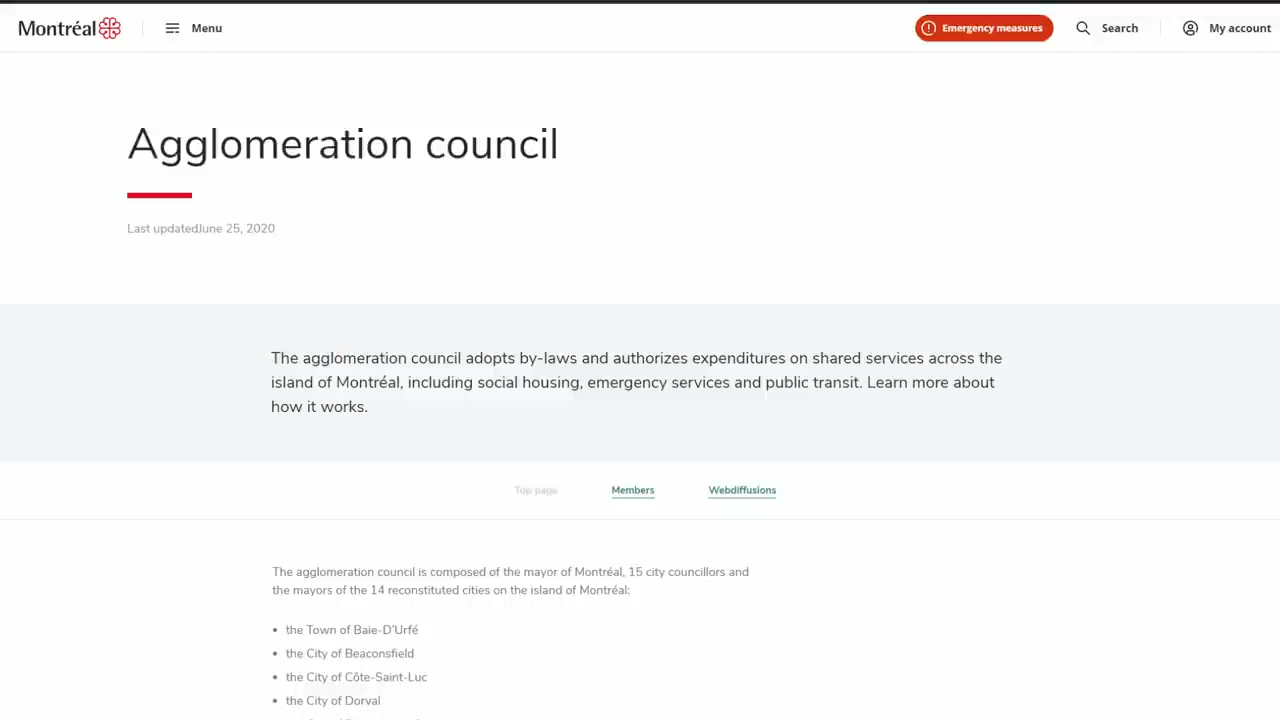 Montréal
Menu
Emergency measures
Search
My account
Agglomeration council
Last updatedJune 25, 2020
The agglomeration council adopts by-laws and authorizes expenditures on shared services across the
island of Montréal, including social housing, emergency services and public transit. Learn more about
how it works.
Top page
Members
Webdiffusions
The agglomeration council is composed of the mayor of Montréal, 15 city councillors and
the mayors of the 14 reconstituted cities on the island of Montréal:
• the Town of Baie-D'Urfé
• the City of Beaconsfield
• the City of Côte-Saint-Luc
• the City of Dorval